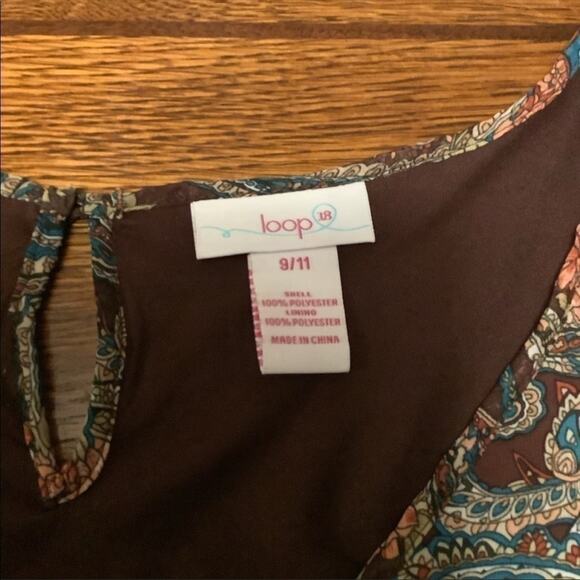 loop 18
9/11
SHELL
100% POLYESTER
LINING
100% POLYESTER
MADE IN CHINA